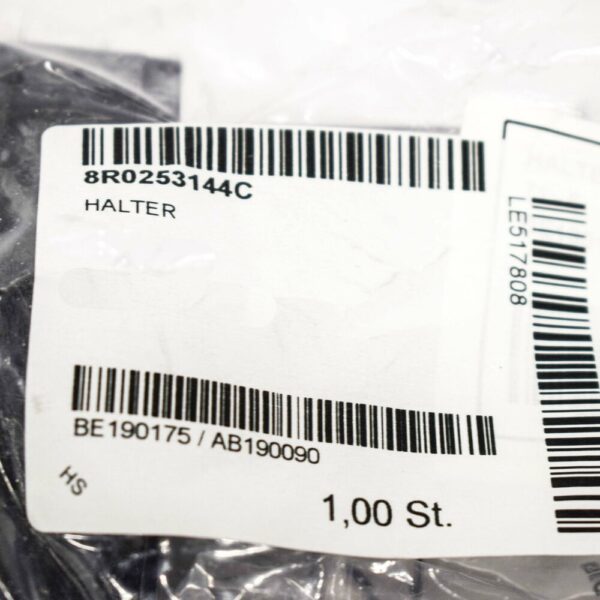 8R0253144C
HALTER
LE517808
BE190175 / AB190090
HS
1,00 St.